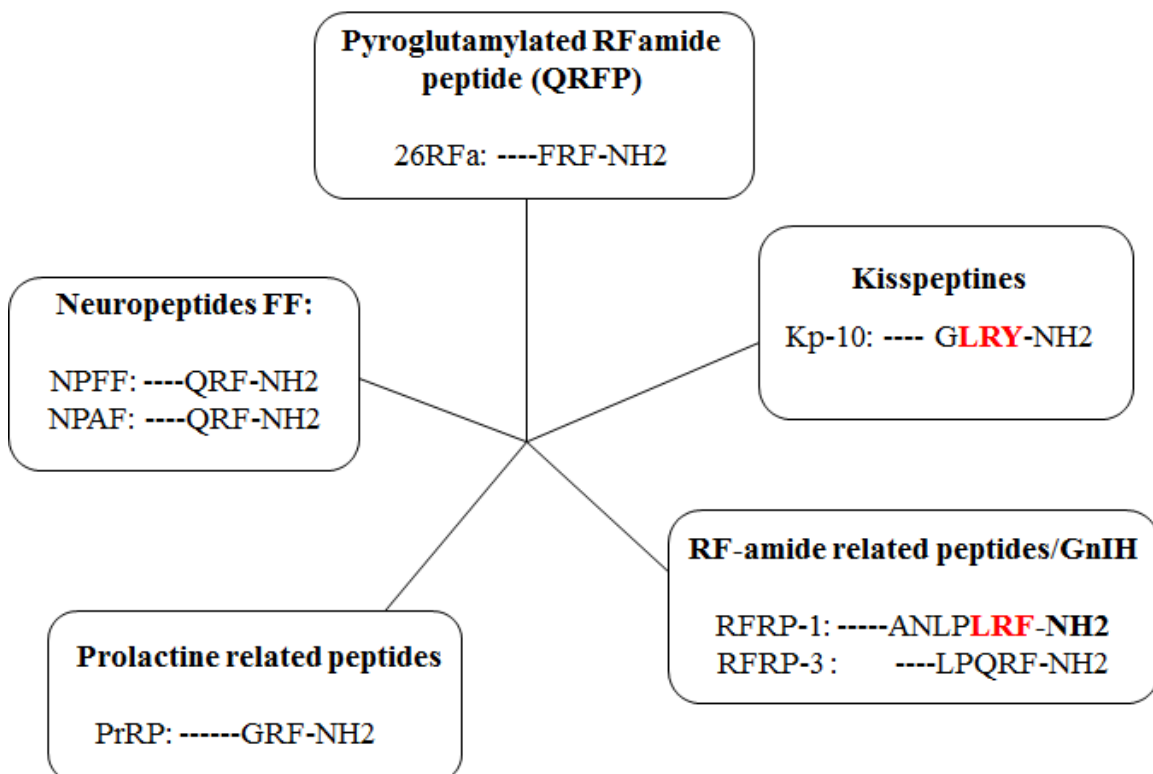 Pyroglutamylated RFamide
peptide (QRFP)
26RFa: ----FRF-NH2
Kisspeptines
Kp-10: ---- GLRY-NH2
Neuropeptides FF:
NPFF: ----QRF-NH2
NPAF: ----QRF-NH2
RF-amide related peptides/GnIH
RFRP-1: -----ANLPLRF-NH2
RFRP-3 : ----LPQRF-NH2
Prolactine related peptides
PrRP: ------GRF-NH2